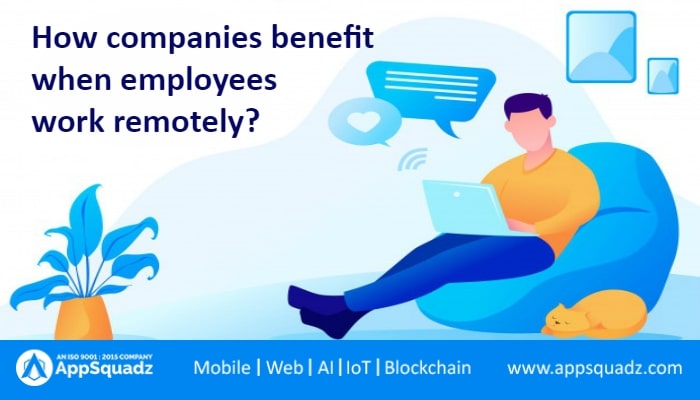 How companies benefit
when employees
work remotely?
AN ISO 9001 : 2015 COMPANY
AppSquadz
Mobile | Web | AI | IoT | Blockchain
www.appsquadz.com